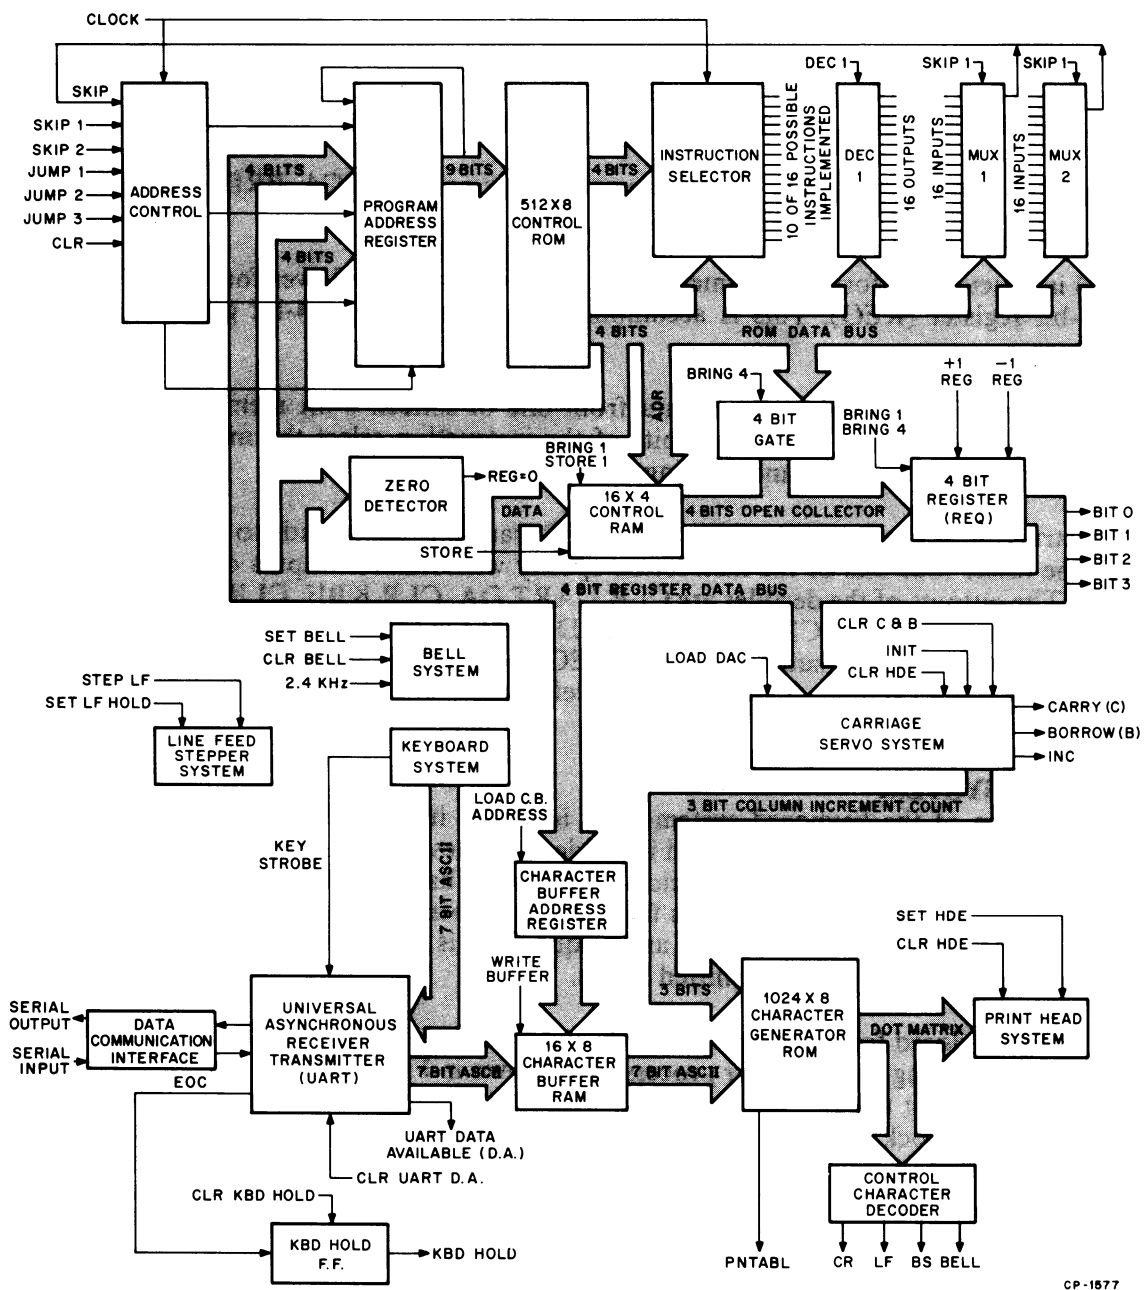 CLOCK
SKIP
SKIP 1
SKIP 2
JUMP 1
JUMP 2
JUMP 3
CLR
ADDRESS
CONTROL
4 BITS
4 BITS
PROGRAM
ADDRESS
REGISTER
9 BITS
512X8
CONTROL
ROM
4 BITS
INSTRUCTION
SELECTOR
10 OF 16 POSSIBLE
INSTRUCTIONS
IMPLEMENTED
DEC 1
DEC
1
16 OUTPUTS
SKIP 1
16 INPUTS
MUX
1
SKIP 1
16 INPUTS
MUX
2
4 BITS
ROM DATA BUS
ADR
BRING 4
4 BIT
GATE
+1
REG
-1
REG
BRING 1
BRING 4
4 BIT
REGISTER
(REQ)
BIT 0
BIT 1
BIT 2
BIT 3
ZERO
DETECTOR
REG=0
BRING 1
STORE 1
DATA
16 X 4
CONTROL
RAM
STORE
4 BITS OPEN COLLECTOR
4 BIT REGISTER DATA BUS
SET BELL
CLR BELL
2.4 KHz
BELL
SYSTEM
STEP LF
SET LF HOLD
LINE FEED
STEPPER
SYSTEM
KEYBOARD
SYSTEM
LOAD DAC
CLR C & B
INIT
CLR HDE
CARRIAGE
SERVO SYSTEM
CARRY (C)
BORROW (B)
INC
3 BIT COLUMN INCREMENT COUNT
KEY
STROBE
7 BIT ASCII
LOAD C.B.
ADDRESS
CHARACTER
BUFFER
ADDRESS
REGISTER
WRITE
BUFFER
SET HDE
CLR HDE
SERIAL
OUTPUT
SERIAL
INPUT
DATA
COMMUNICATION
INTERFACE
UNIVERSAL
ASYNCHRONOUS
RECEIVER
TRANSMITTER
(UART)
7 BIT ASCII
16 X 8
CHARACTER
BUFFER
RAM
7 BIT ASCII
3 BITS
1024 X 8
CHARACTER
GENERATOR
ROM
DOT MATRIX
PRINT HEAD
SYSTEM
EOC
UART DATA
AVAILABLE (D.A.)
CLR UART D.A.
CLR KBD HOLD
KBD HOLD
F.F.
KBD HOLD
CONTROL
CHARACTER
DECODER
PNTABL
CR
LF
BS
BELL
CP-1577